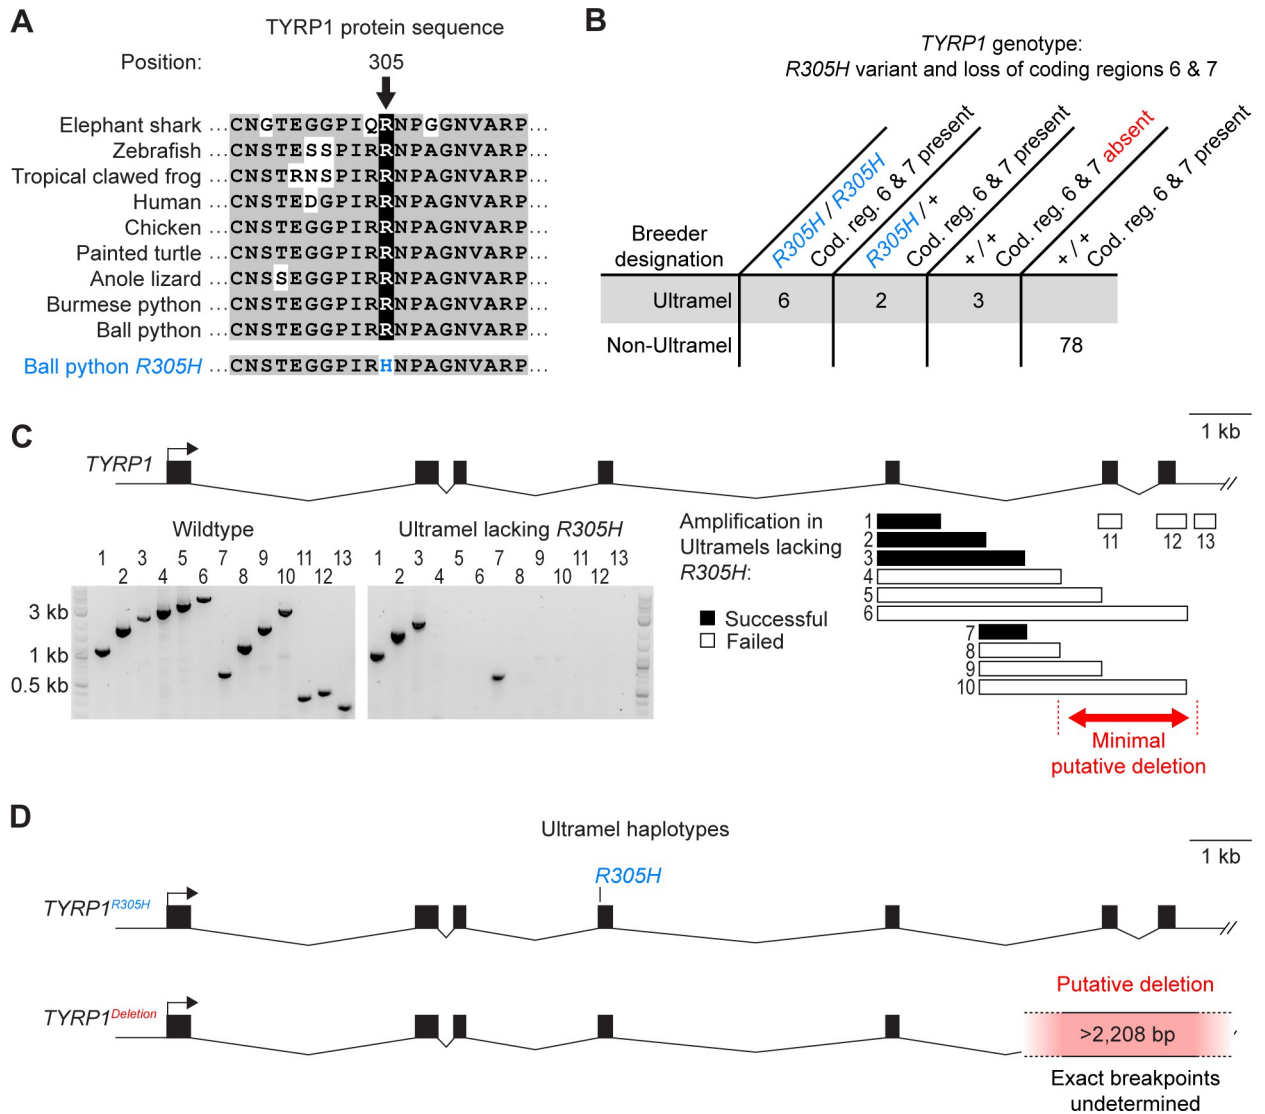 A
TYRP1 protein sequence
Position: 305
Elephant shark ...CNGTEGGPIQRNPGGNVARP...
Zebrafish ...CNSTESSPIRRNPAGNVARP...
Tropical clawed frog ...CNSTRNSPIRRNPAGNVARP...
Human ...CNSTEDGPIRRNPAGNVARP...
Chicken ...CNSTEGGPIRRNPAGNVARP...
Painted turtle ...CNSTEGGPIRRNPAGNVARP...
Anole lizard ...CNSSEGGPIRRNPAGNVARP...
Burmese python ...CNSTEGGPIRRNPAGNVARP...
Ball python ...CNSTEGGPIRRNPAGNVARP...
Ball python R305H ...CNSTEGGPIRHNPAGNVARP...
B
TYRP1 genotype:
R305H variant and loss of coding regions 6 & 7
Breeder
designation
R305H / R305H
Cod. reg. 6 & 7 present
R305H / +
Cod. reg. 6 & 7 present
+ / +
Cod. reg. 6 & 7 absent
+ / +
Cod. reg. 6 & 7 present
Ultramel 6 2 3
Non-Ultramel 78
C
1 kb
TYRP1
Wildtype
1 3 5 7 9 11 13
2 4 6 8 10 12
3 kb
1 kb
0.5 kb
Ultramel lacking R305H
1 3 5 7 9 11 13
2 4 6 8 10 12
Amplification in
Ultramels lacking
R305H:
Successful
Failed
1
2
3
4
5
6
7
8
9
10
11 12 13
Minimal
putative deletion
D
Ultramel haplotypes
1 kb
R305H
TYRP1R305H
TYRP1Deletion
Putative deletion
>2,208 bp
Exact breakpoints
undetermined